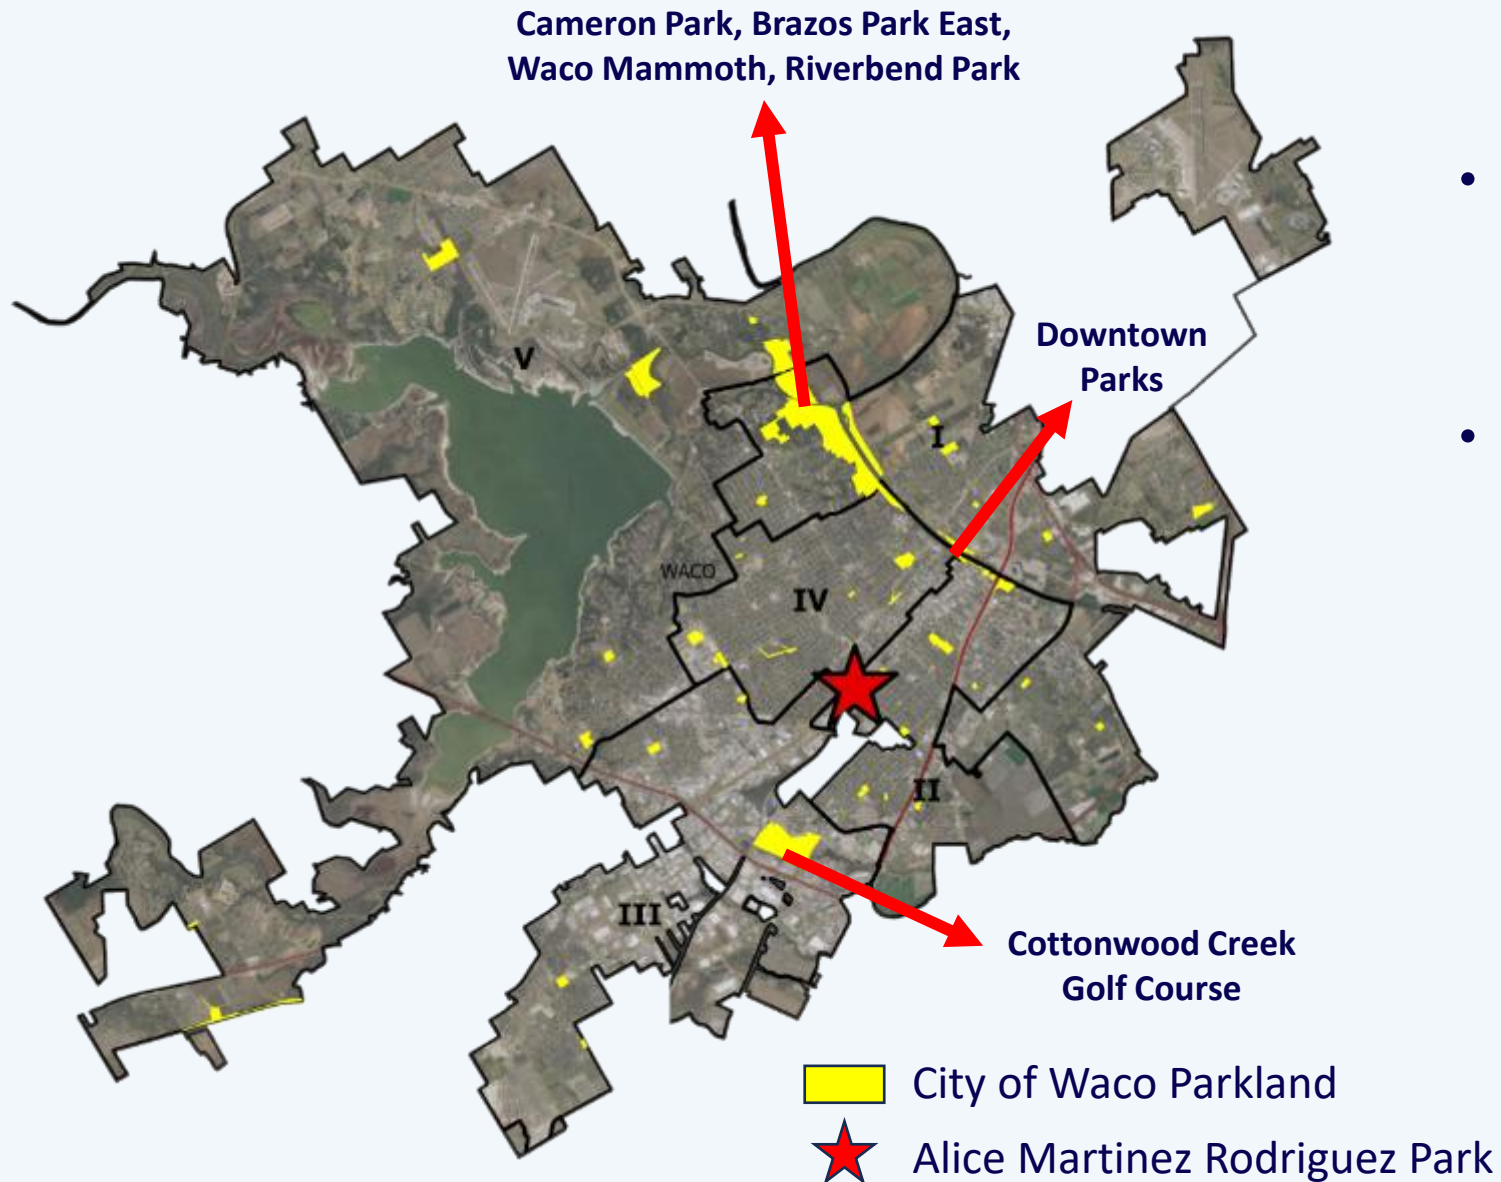 Cameron Park, Brazos Park East,
Waco Mammoth, Riverbend Park
Downtown
Parks
V
I
WACO
IV
II
III
Cottonwood Creek
Golf Course
City of Waco Parkland
Alice Martinez Rodriguez Park